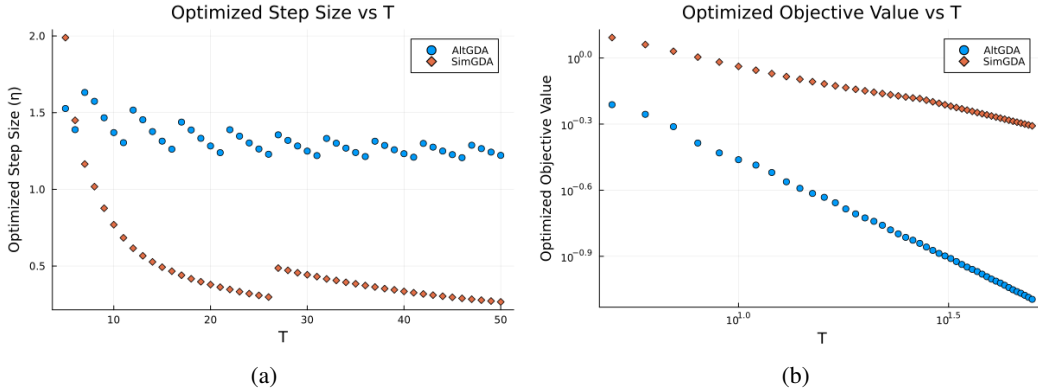 Optimized Step Size vs T
Optimized Step Size (η)
2.0
1.5
1.0
0.5
AltGDA
SimGDA
10
20
30
40
50
T
(a)
Optimized Objective Value vs T
Optimized Objective Value
10^0.0
10^-0.3
10^-0.6
10^-0.9
AltGDA
SimGDA
10^1.0
10^1.5
T
(b)